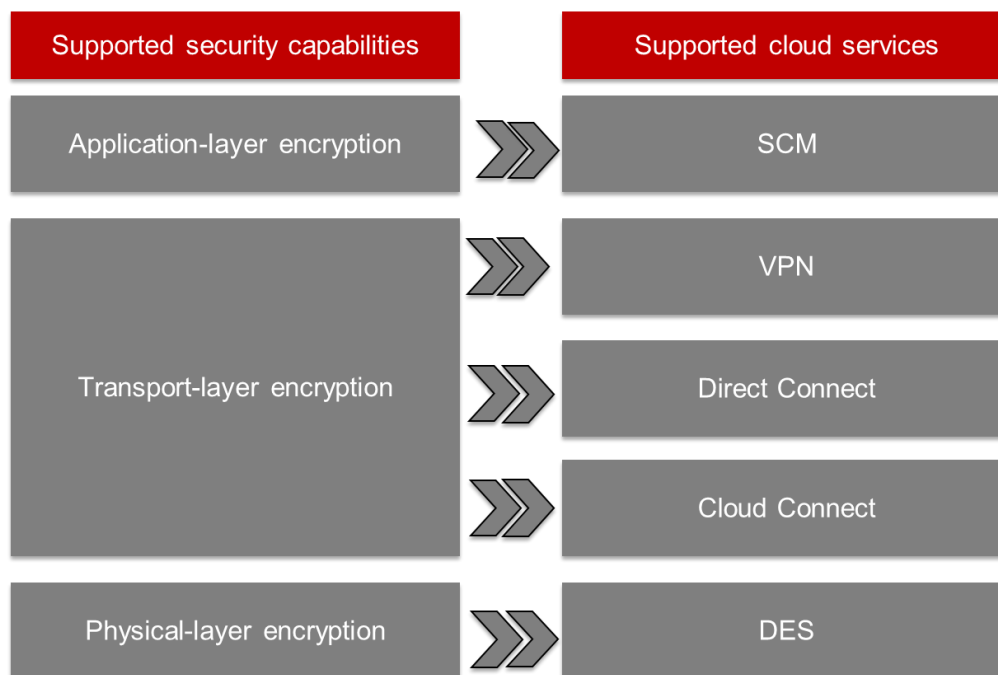 Supported security capabilities
Supported cloud services
Application-layer encryption
SCM
Transport-layer encryption
VPN
Direct Connect
Cloud Connect
Physical-layer encryption
DES